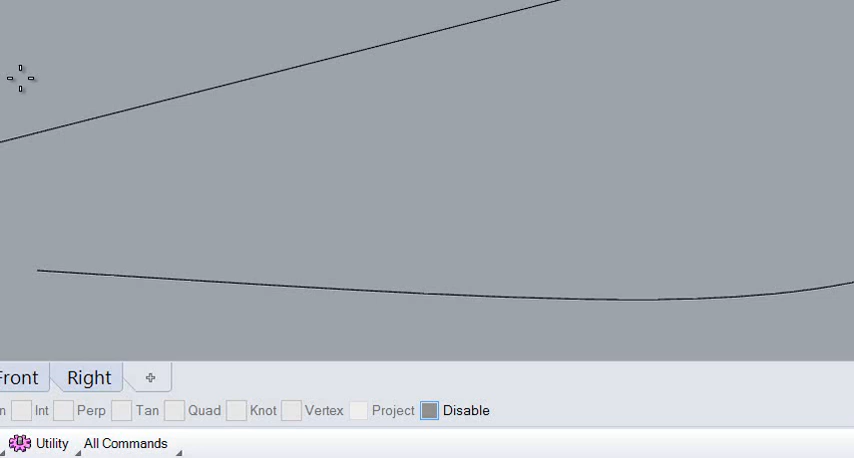 Front Right
Int Perp Tan Quad Knot Vertex Project Disable
Utility All Commands